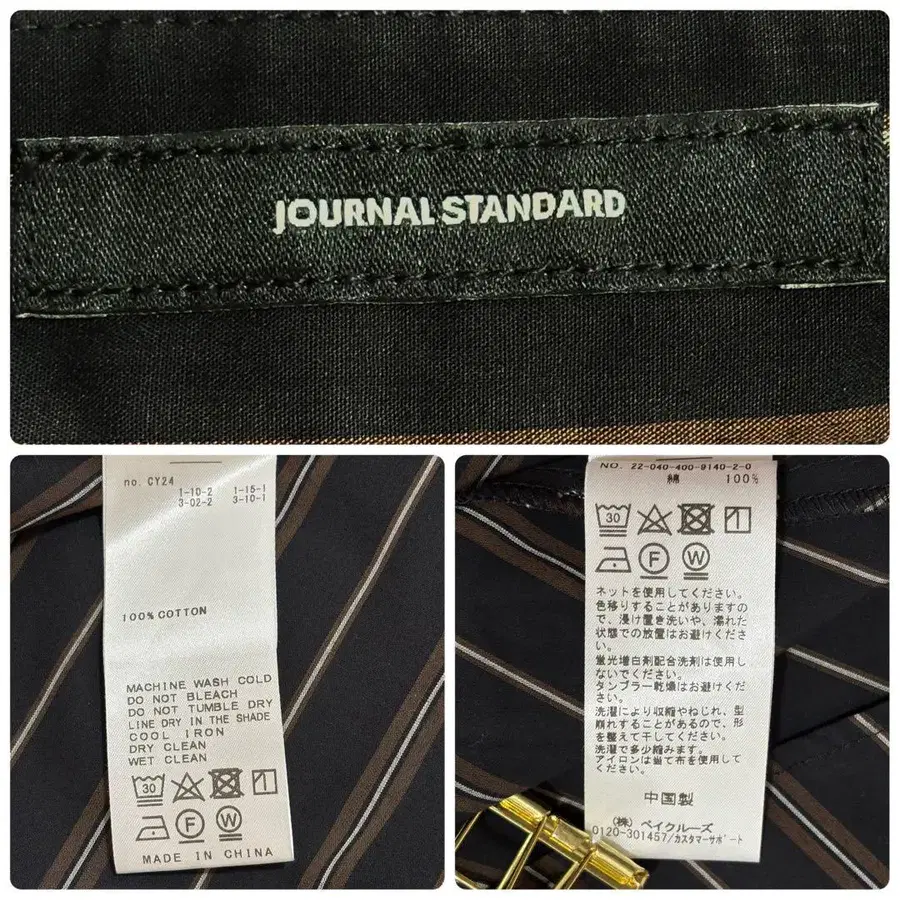 JOURNAL STANDARD
no. CY24
1-10-2 1-15-1
3-02-2 3-10-1
100% COTTON
MACHINE WASH COLD
DO NOT BLEACH
DO NOT TUMBLE DRY
LINE DRY IN THE SHADE
COOL IRON
DRY CLEAN
WET CLEAN
30
F W
MADE IN CHINA
NO. 22-040-400-9140-2-0
綿 100%
30
F W
ネットを使用してください。
色移りすることがありますの
で、浸け置き洗いや、濡れた
状態での放置はお避けくださ
い。
蛍光増白剤配合洗剤は使用し
ないでください。
タンブラー乾燥はお避けくだ
さい。
洗濯により収縮やねじれ、型
崩れすることがあるので、形
を整えて干してください。
洗濯で多少縮みます。
アイロンは当て布を使用して
ください。
中国製
(株) ベイクルーズ
0120-301457/カスタマーサポート